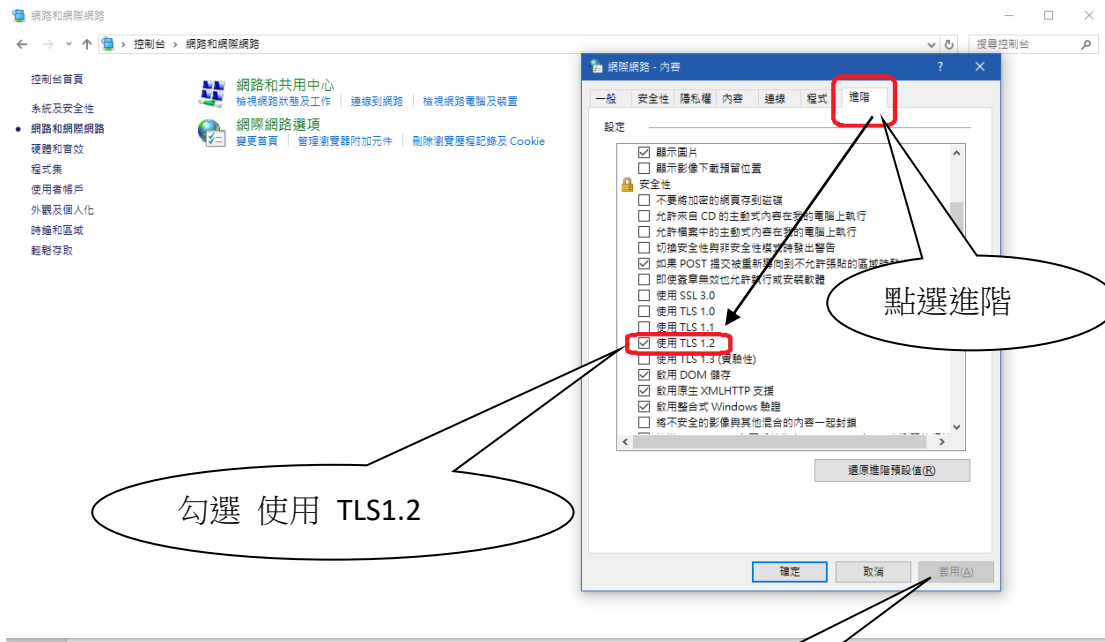 網路和網際網路
控制台 › 網路和網際網路
搜尋控制台
控制台首頁
系統及安全性
網路和網際網路
硬體和音效
程式集
使用者帳戶
外觀及個人化
時鐘和區域
輕鬆存取
網路和共用中心
檢視網路狀態及工作 | 連線到網路 | 檢視網路電腦及裝置
網際網路選項
變更首頁 | 管理瀏覽器附加元件 | 刪除瀏覽歷程記錄及 Cookie
網際網路 - 內容
一般 安全性 隱私權 內容 連線 程式 進階
設定
顯示圖片
顯示影像下載預留位置
安全性
不要將加密的網頁存到磁碟
允許來自 CD 的主動式內容在我的電腦上執行
允許檔案中的主動式內容在我的電腦上執行
切換安全性與非安全性模式時發出警告
如果 POST 提交被重新導向到不允許張貼的區域時
即使簽章無效也允許執行或安裝軟體
使用 SSL 3.0
使用 TLS 1.0
使用 TLS 1.1
使用 TLS 1.2
使用 TLS 1.3 (實驗性)
啟用 DOM 儲存
啟用原生 XMLHTTP 支援
啟用整合式 Windows 驗證
將不安全的影像與其他混合的內容一起封鎖
還原進階預設值(R)
確定 取消 套用(A)
點選進階
勾選 使用 TLS1.2